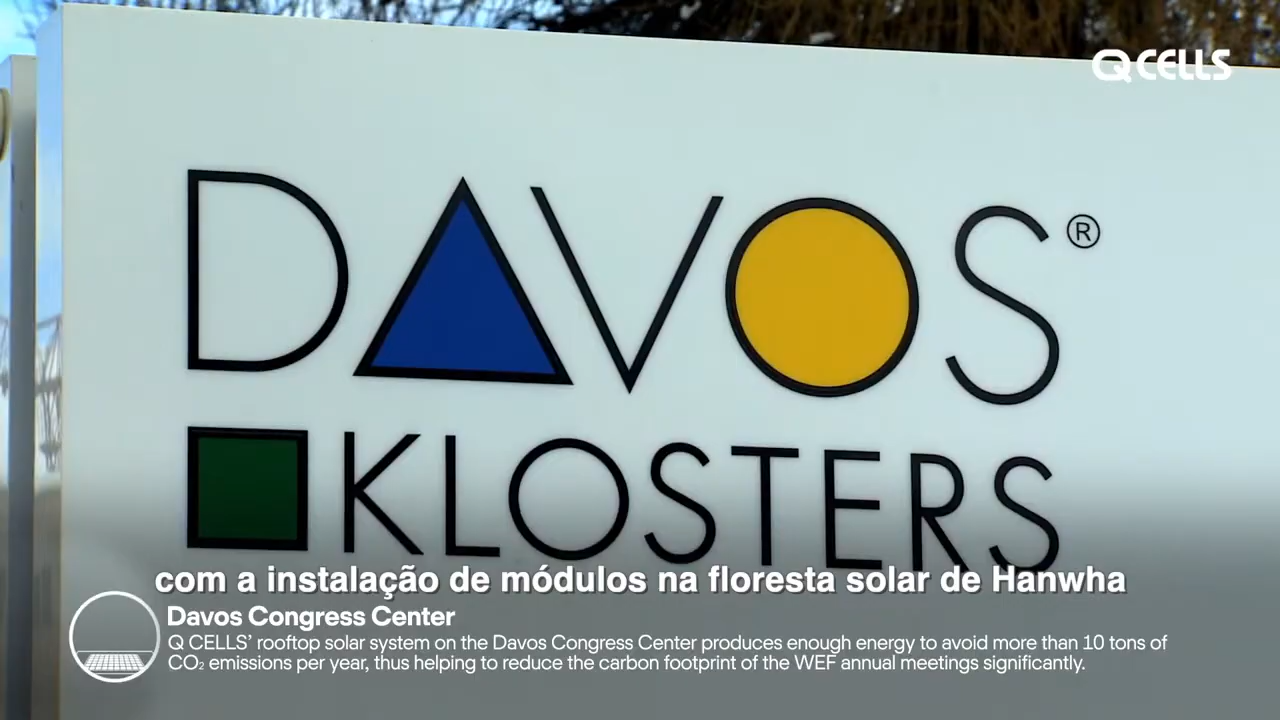 Q CELLS
DAVOS®
KLOSTERS
com a instalação de módulos na floresta solar de Hanwha
Davos Congress Center
Q CELLS’ rooftop solar system on the Davos Congress Center produces enough energy to avoid more than 10 tons of
CO₂ emissions per year, thus helping to reduce the carbon footprint of the WEF annual meetings significantly.